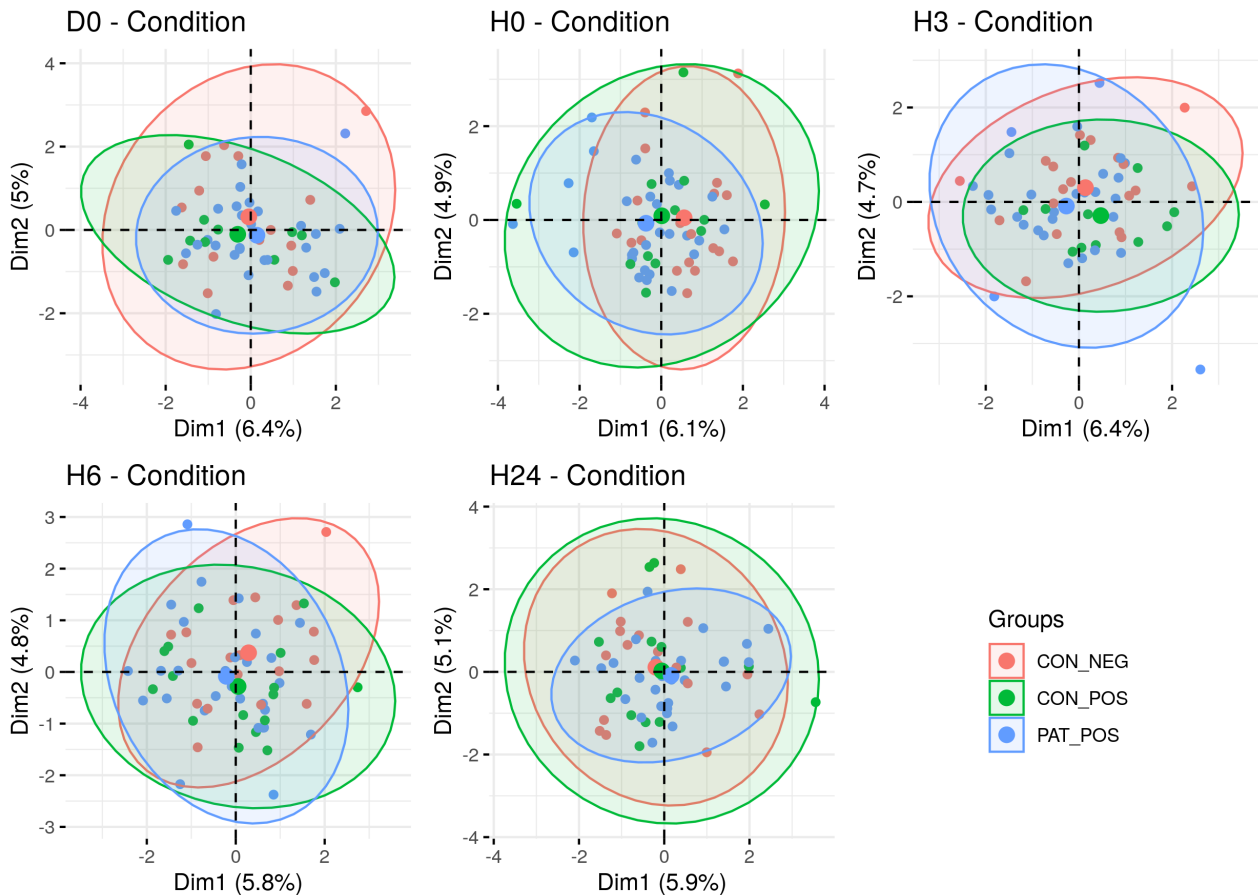 D0 - Condition
H0 - Condition
H3 - Condition
Dim2 (5%)
4
2
0
-2
-4
-2
0
2
Dim1 (6.4%)
Dim2 (4.9%)
2
0
-2
-4
-2
0
2
4
Dim1 (6.1%)
Dim2 (4.7%)
2
0
-2
-2
0
2
Dim1 (6.4%)
H6 - Condition
H24 - Condition
Dim2 (4.8%)
3
2
1
0
-1
-2
-3
-2
0
2
Dim1 (5.8%)
Dim2 (5.1%)
4
2
0
-2
-4
-4
-2
0
2
Dim1 (5.9%)
Groups
CON_NEG
CON_POS
PAT_POS